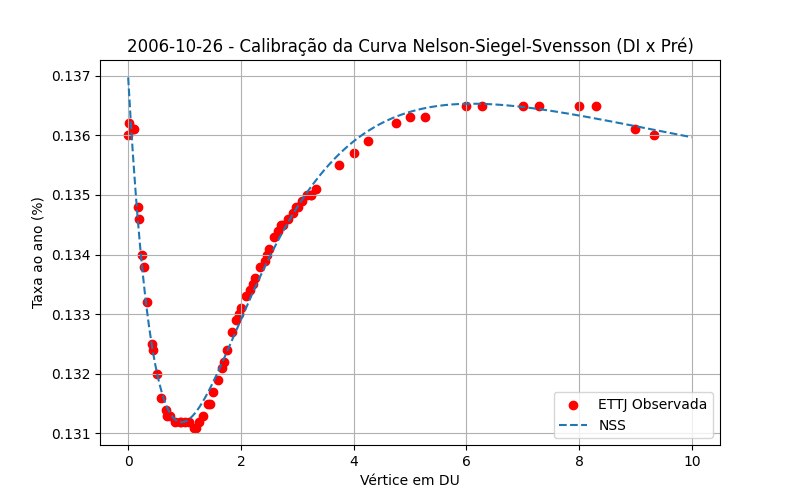 2006-10-26 - Calibração da Curva Nelson-Siegel-Svensson (DI x Pré)
Taxa ao ano (%)
0.137
0.136
0.135
0.134
0.133
0.132
0.131
ETTJ Observada
NSS
0
2
4
6
8
10
Vértice em DU